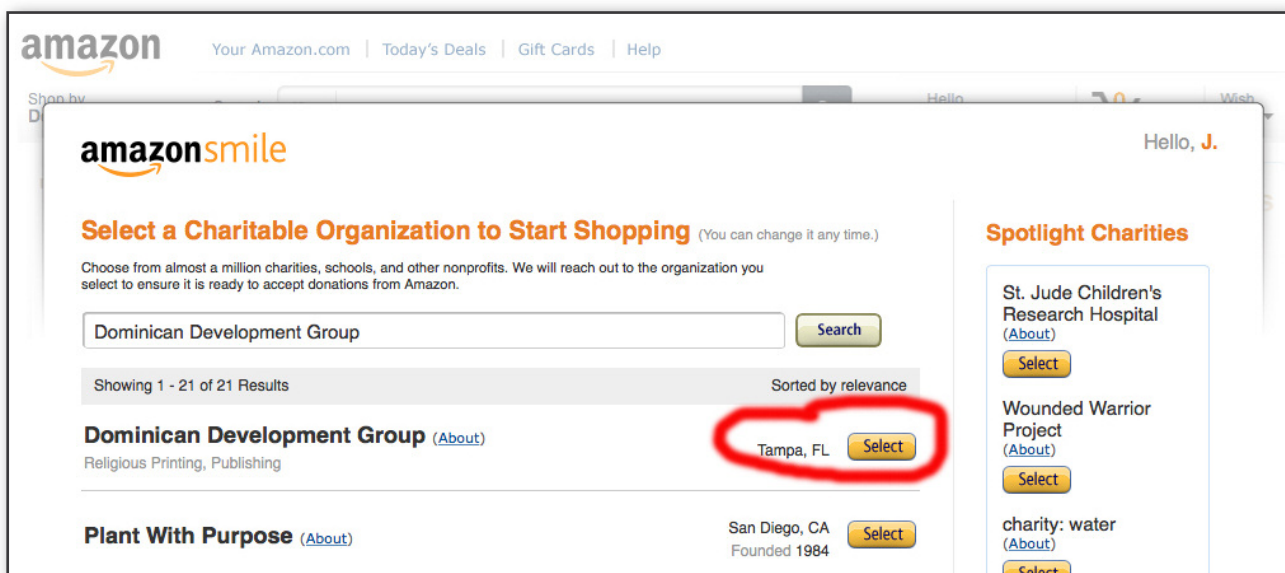 amazon
Your Amazon.com | Today's Deals | Gift Cards | Help
Shop by
Hello
Wish
amazonsmile
Hello, J.
Select a Charitable Organization to Start Shopping (You can change it any time.)
Choose from almost a million charities, schools, and other nonprofits. We will reach out to the organization you
select to ensure it is ready to accept donations from Amazon.
Dominican Development Group
Search
Showing 1 - 21 of 21 Results
Sorted by relevance
Dominican Development Group (About)
Religious Printing, Publishing
Tampa, FL
Select
Plant With Purpose (About)
San Diego, CA
Founded 1984
Select
Spotlight Charities
St. Jude Children's
Research Hospital
(About)
Select
Wounded Warrior
Project
(About)
Select
charity: water
(About)
Select